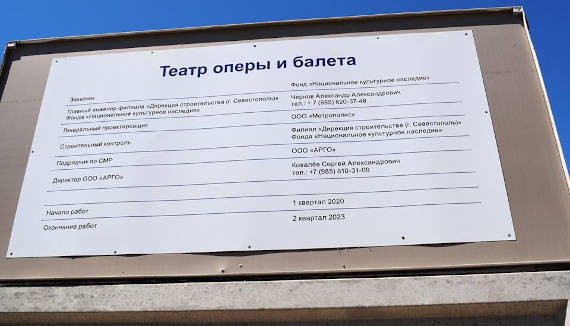 Театр оперы и балета
Заказчик Фонд «Национальное культурное наследие»
Главный инженер филиала «Дирекция строительства (г. Севастополь)» Чернов Александр Александрович
Фонда «Национальное культурное наследие» тел.: + 7 (985) 620-37-48
Генеральный проектировщик ООО «Метрополис»
Строительный контроль Филиал «Дирекция строительства (г. Севастополь)»
Фонда «Национальное культурное наследие»
Подрядчик по СМР ООО «АРГО»
Директор ООО «АРГО» Ковалёв Сергей Александрович
тел.: +7 (985) 610-31-09
Начало работ 1 квартал 2020
Окончание работ 2 квартал 2023